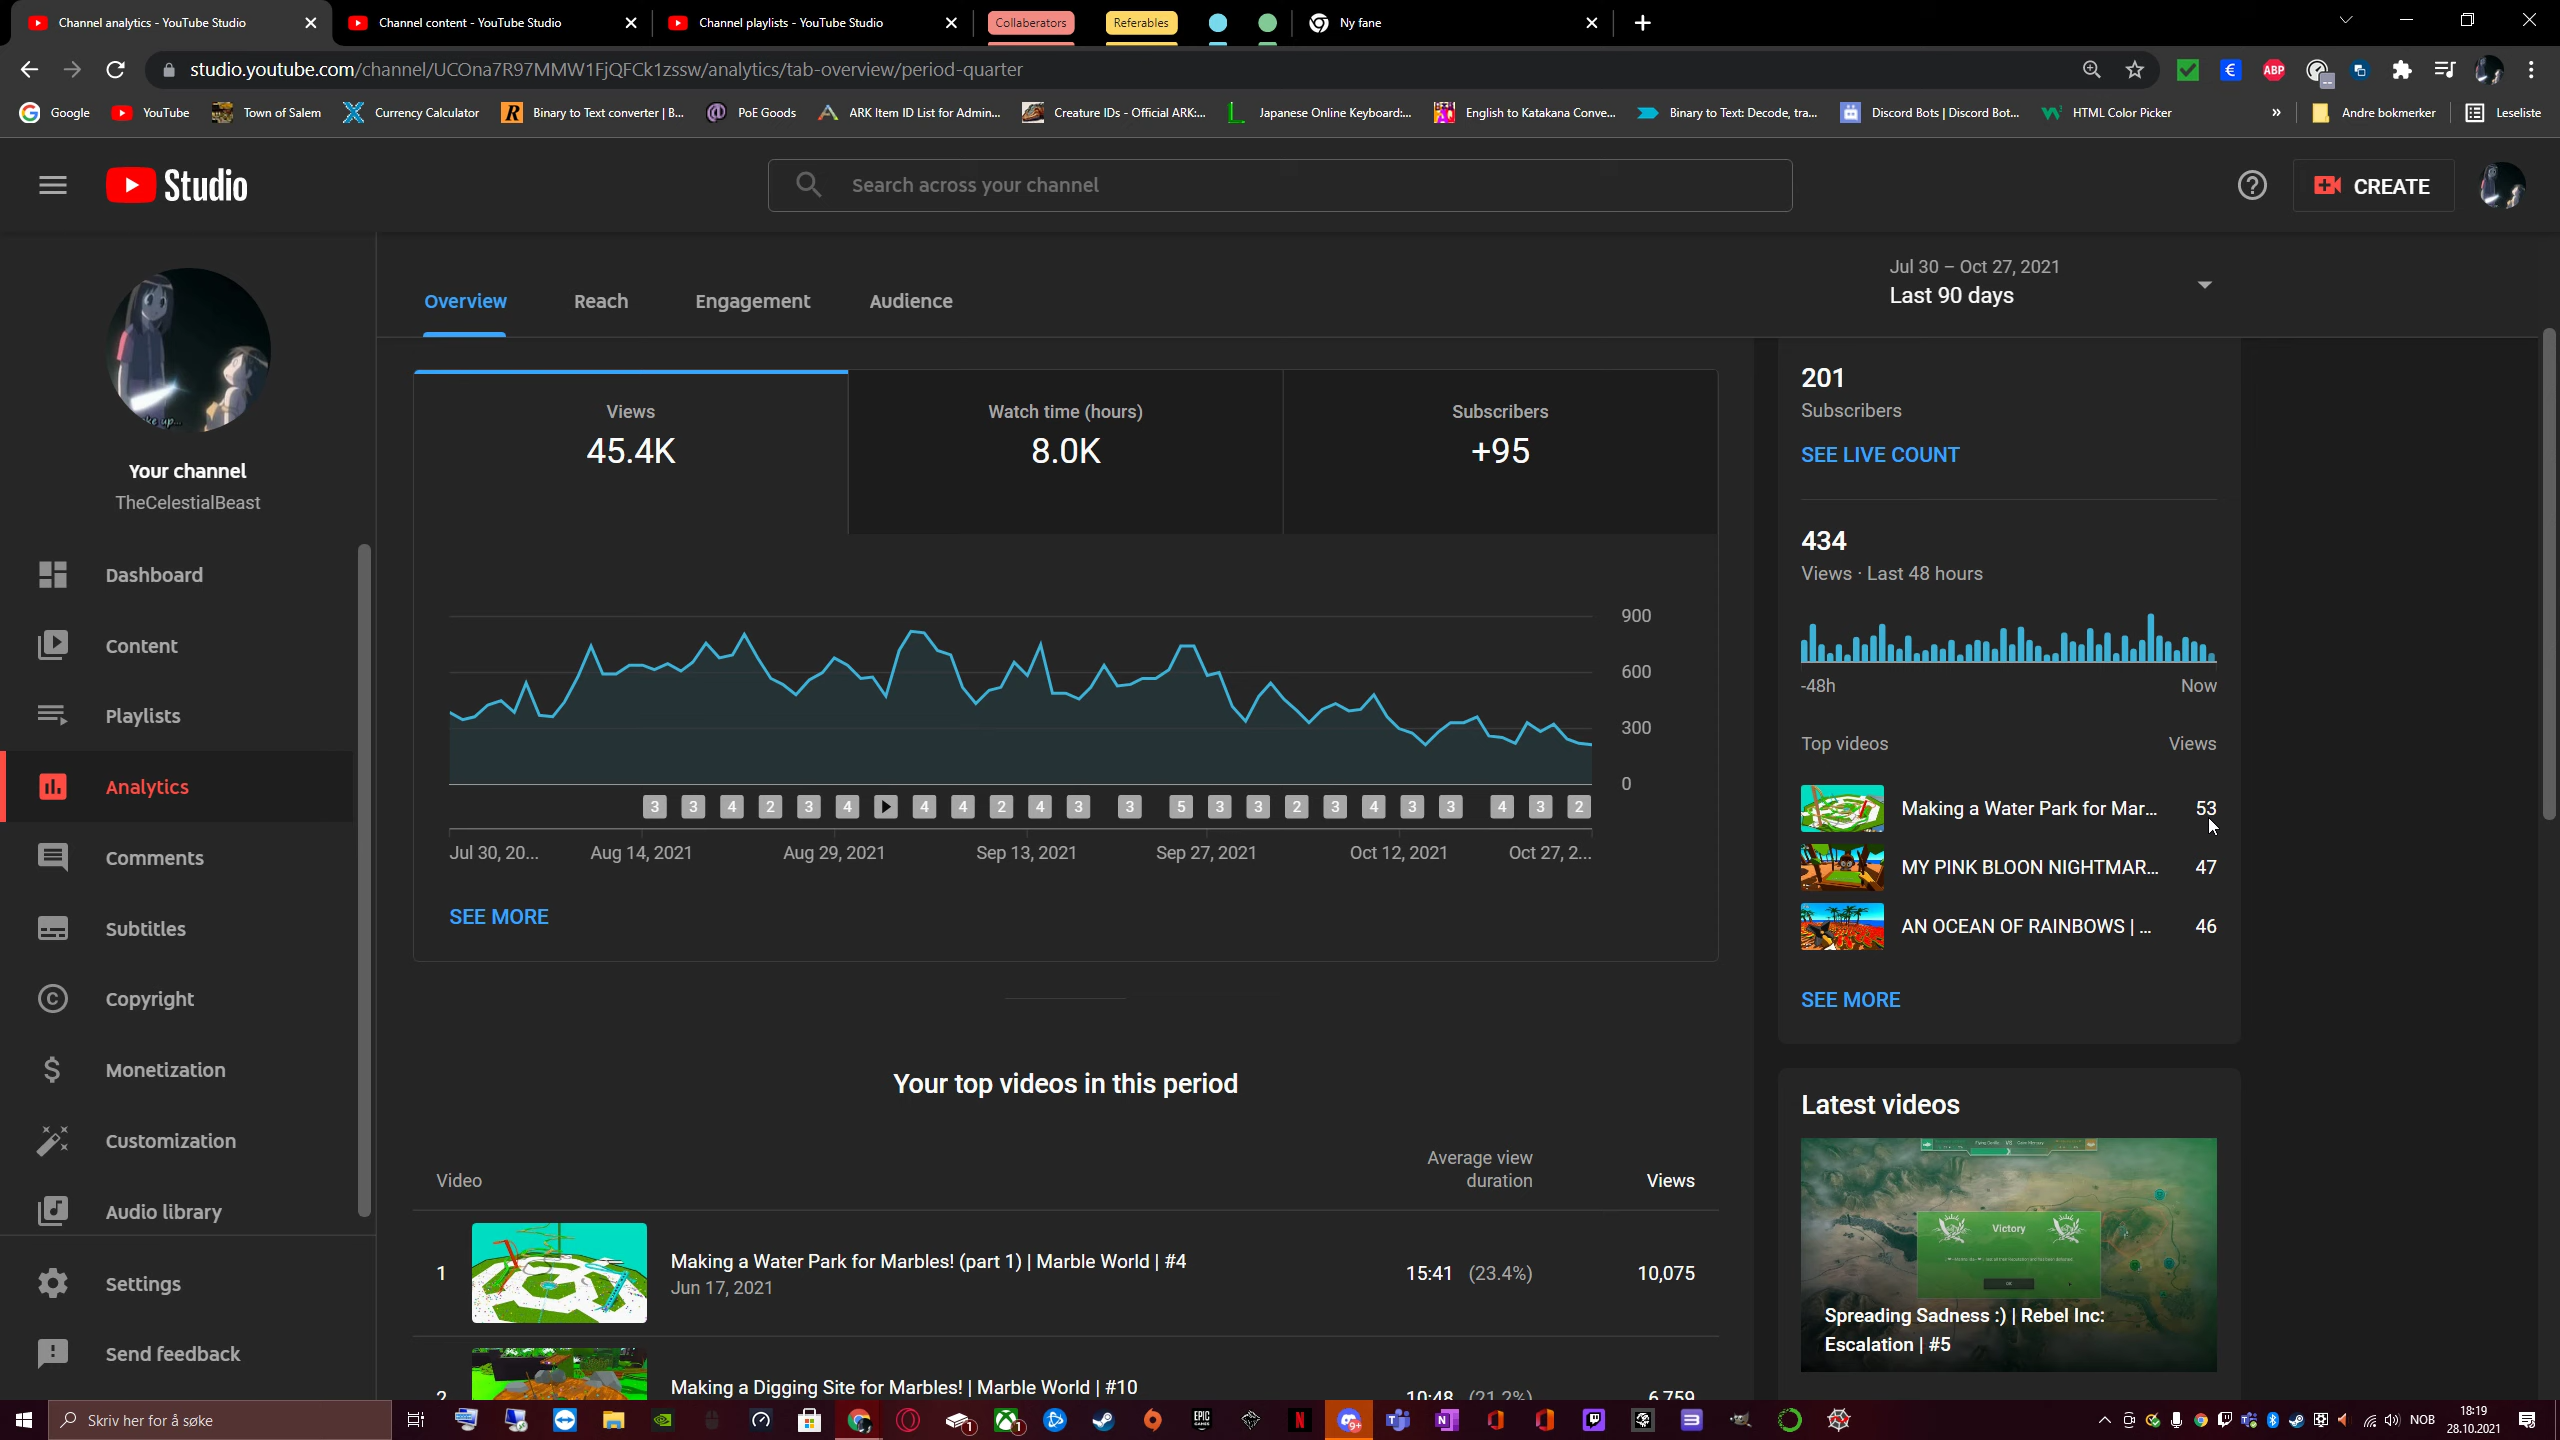 Channel analytics - YouTube Studio
Channel content - YouTube Studio
Channel playlists - YouTube Studio
Collaberators
Referables
Ny fane
studio.youtube.com/channel/UCOna7R97MMW1FjQFCk1zssw/analytics/tab-overview/period-quarter
ABP
Google
YouTube
Town of Salem
Currency Calculator
Binary to Text converter | B...
PoE Goods
ARK Item ID List for Admin...
Creature IDs - Official ARK:...
Japanese Online Keyboard:...
English to Katakana Conve...
Binary to Text: Decode, tra...
Discord Bots | Discord Bot...
HTML Color Picker
»
Andre bokmerker
Leseliste
Studio
Search across your channel
CREATE
Your channel
TheCelestialBeast
Dashboard
Content
Playlists
Analytics
Comments
Subtitles
Copyright
Monetization
Customization
Audio library
Settings
Send feedback
Overview
Reach
Engagement
Audience
Jul 30 – Oct 27, 2021
Last 90 days
Views
45.4K
Watch time (hours)
8.0K
Subscribers
+95
900
600
300
0
3 3 4 2 3 4 4 4 2 4 3 3 5 3 3 2 3 4 3 3 4 3 2
Jul 30, 20...
Aug 14, 2021
Aug 29, 2021
Sep 13, 2021
Sep 27, 2021
Oct 12, 2021
Oct 27, 2...
SEE MORE
Your top videos in this period
Video
Average view
duration
Views
1
Making a Water Park for Marbles! (part 1) | Marble World | #4
Jun 17, 2021
15:41 (23.4%)
10,075
2
Making a Digging Site for Marbles! | Marble World | #10
10:48 (21.2%)
6,759
201
Subscribers
SEE LIVE COUNT
434
Views · Last 48 hours
-48h
Now
Top videos
Views
Making a Water Park for Mar...
53
MY PINK BLOON NIGHTMAR...
47
AN OCEAN OF RAINBOWS | ...
46
SEE MORE
Latest videos
Victory
OK
Spreading Sadness :) | Rebel Inc:
Escalation | #5
Skriv her for å søke
NOB
18:19
28.10.2021